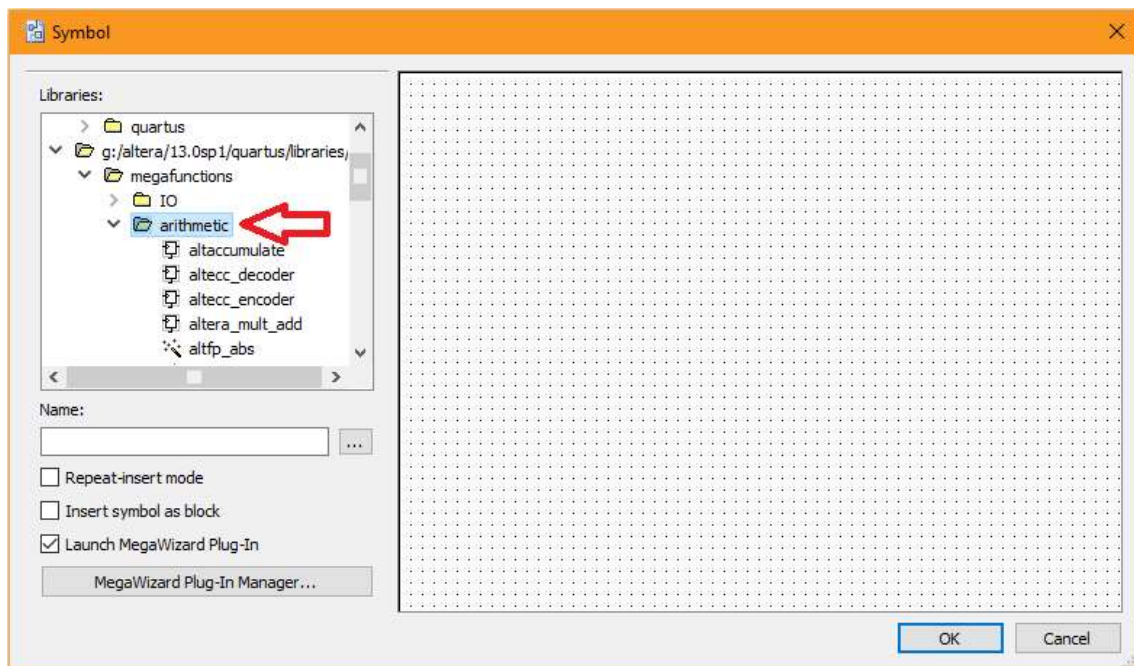 Symbol
Libraries:
quartus
g:/altera/13.0sp1/quartus/libraries/
megafunctions
IO
arithmetic
altaccumulate
altecc_decoder
altecc_encoder
altera_mult_add
altfp_abs
Name:
...
Repeat-insert mode
Insert symbol as block
Launch MegaWizard Plug-In
MegaWizard Plug-In Manager...
OK Cancel